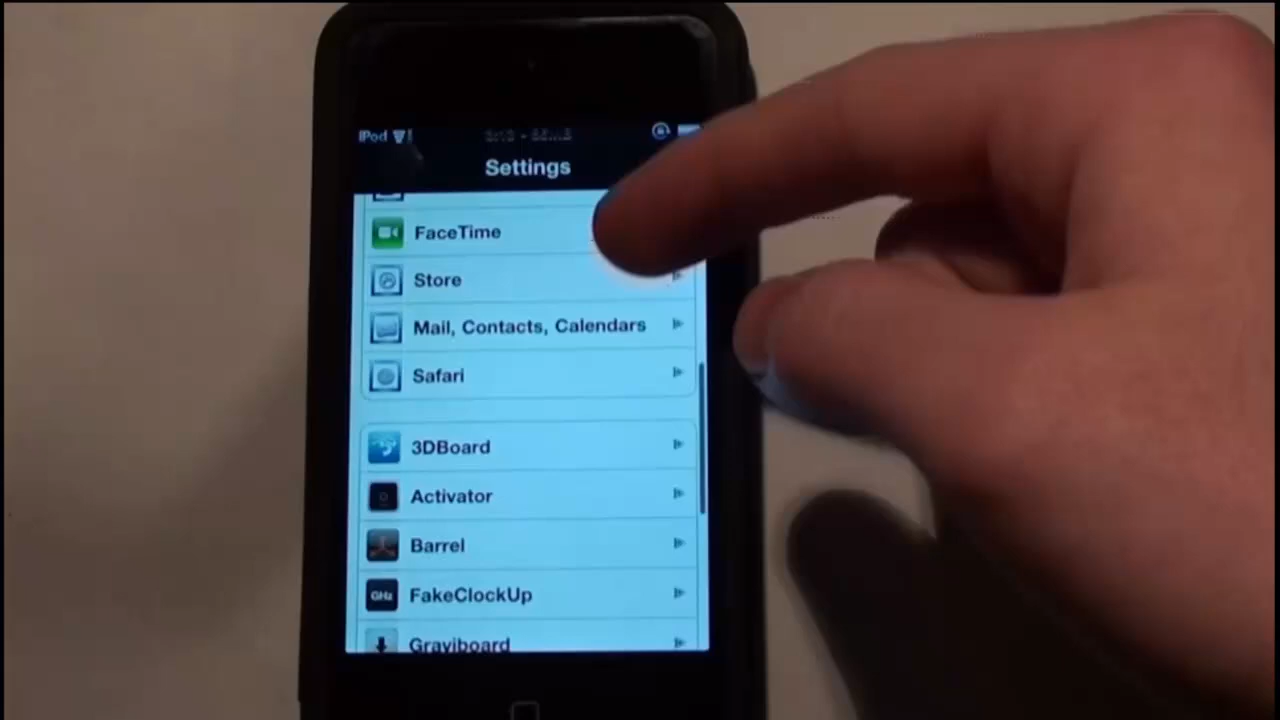 iPod
Settings
FaceTime
Store
Mail, Contacts, Calendars
Safari
3DBoard
Activator
Barrel
GHz FakeClockUp
Graviboard